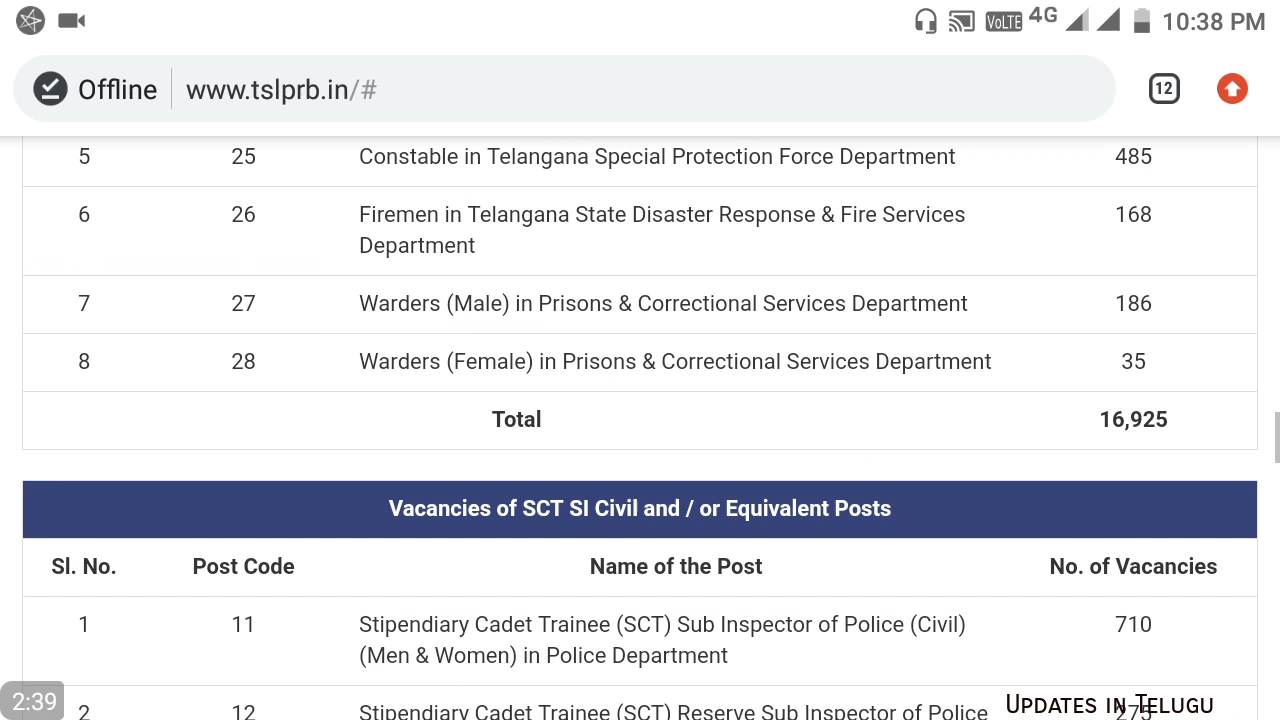 VoLTE 4G 10:38 PM
Offline www.tslprb.in/# 12
5 25 Constable in Telangana Special Protection Force Department 485
6 26 Firemen in Telangana State Disaster Response & Fire Services 168
Department
7 27 Warders (Male) in Prisons & Correctional Services Department 186
8 28 Warders (Female) in Prisons & Correctional Services Department 35
Total 16,925
Vacancies of SCT SI Civil and / or Equivalent Posts
Sl. No. Post Code Name of the Post No. of Vacancies
1 11 Stipendiary Cadet Trainee (SCT) Sub Inspector of Police (Civil) 710
(Men & Women) in Police Department
2:39
2 12 Stipendiary Cadet Trainee (SCT) Reserve Sub Inspector of Police
Updates in Telugu